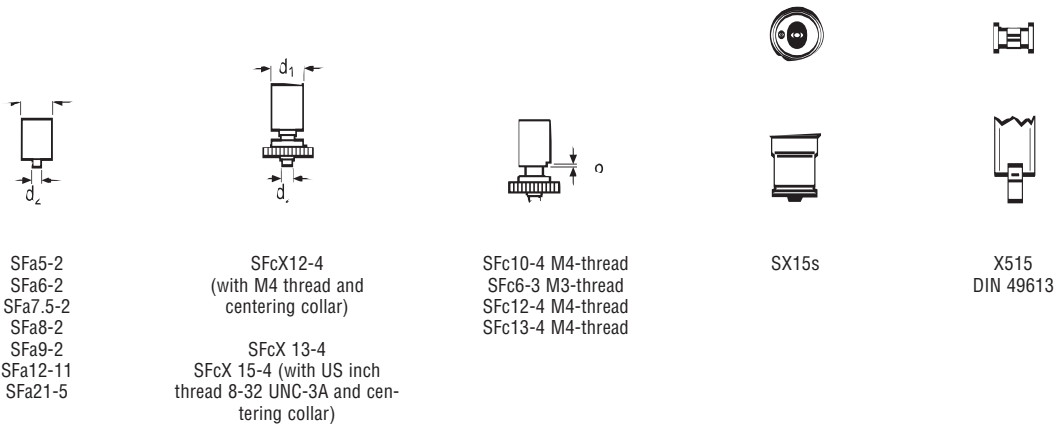 d1
d2
d
SFa5-2
SFa6-2
SFa7.5-2
SFa8-2
SFa9-2
SFa12-11
SFa21-5
SFcX12-4
(with M4 thread and
centering collar)
SFcX 13-4
SFcX 15-4 (with US inch
thread 8-32 UNC-3A and cen-
tering collar)
SFc10-4 M4-thread
SFc6-3 M3-thread
SFc12-4 M4-thread
SFc13-4 M4-thread
SX15s
X515
DIN 49613